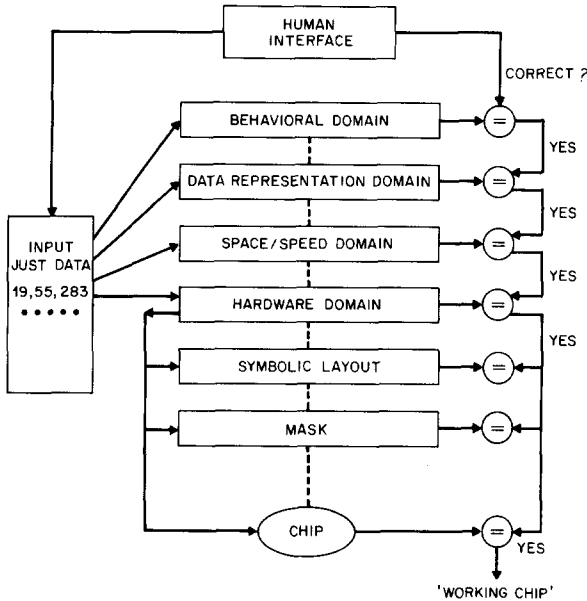 HUMAN
INTERFACE
CORRECT ?
BEHAVIORAL DOMAIN
=
YES
DATA REPRESENTATION DOMAIN
=
YES
INPUT
JUST DATA
19,55,283
• • • • •
SPACE/SPEED DOMAIN
=
YES
HARDWARE DOMAIN
=
YES
SYMBOLIC LAYOUT
=
MASK
=
CHIP
=
YES
'WORKING CHIP'